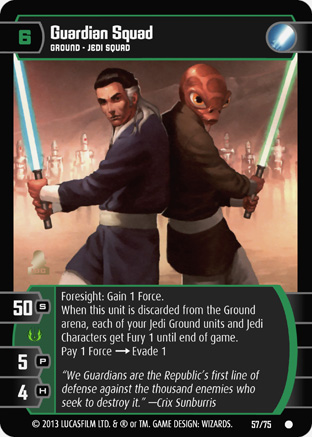 6
Guardian Squad
GROUND - JEDI SQUAD
50 S
5 P
4 H
Foresight: Gain 1 Force.
When this unit is discarded from the Ground
arena, each of your Jedi Ground units and Jedi
Characters get Fury 1 until end of game.
Pay 1 Force → Evade 1
“We Guardians are the Republic's first line of
defense against the thousand enemies who
seek to destroy it.” —Crix Sunburris
© 2013 LUCASFILM LTD. & ® or TM. GAME DESIGN: WIZARDS.
57/75